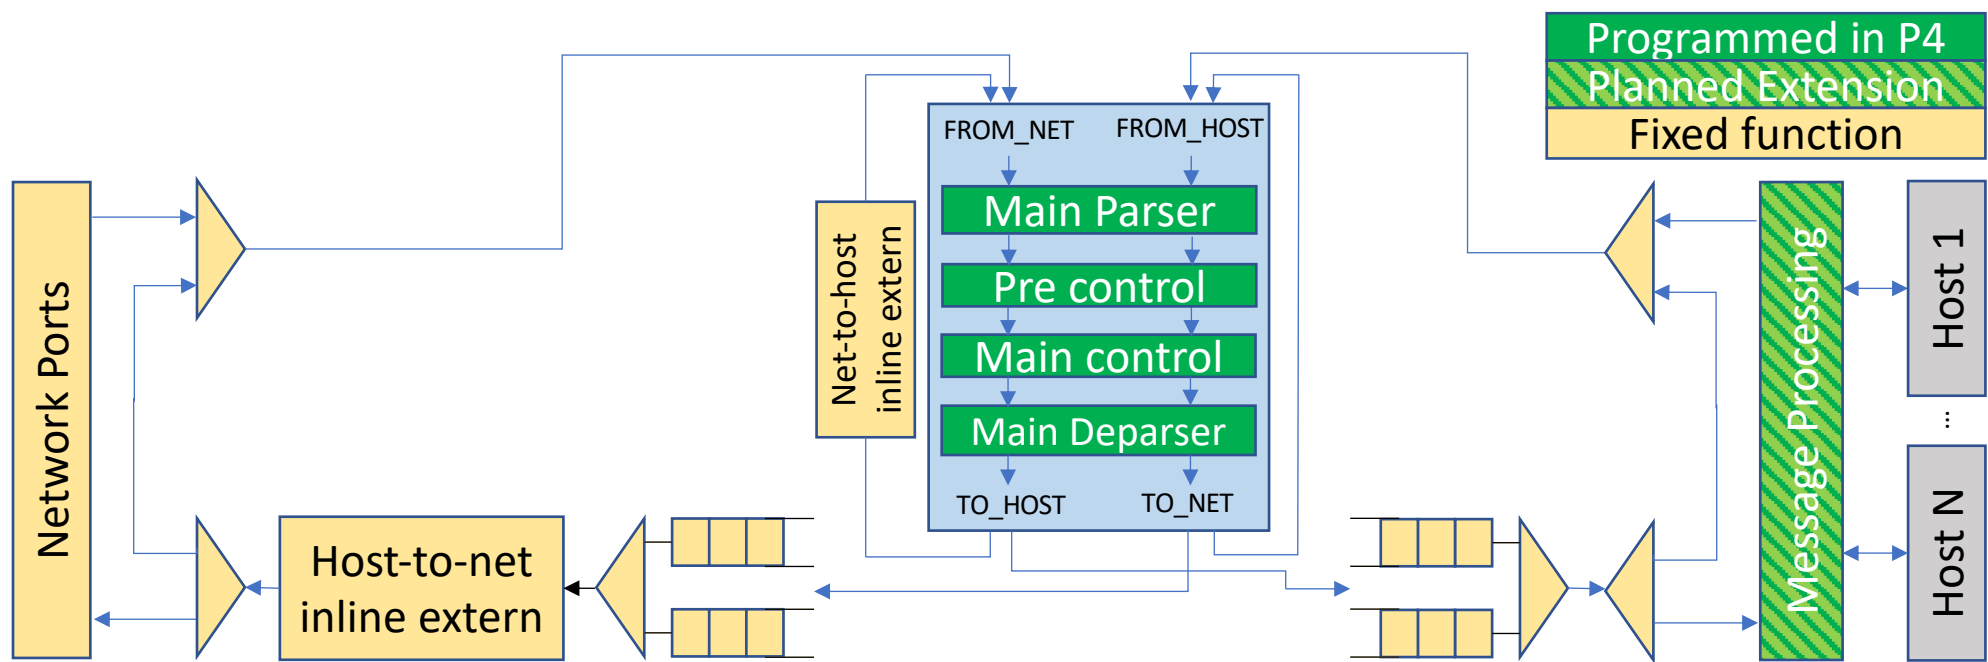 Programmed in P4
Planned Extension
Fixed function
FROM_NET
FROM_HOST
Main Parser
Pre control
Main control
Main Deparser
TO_HOST
TO_NET
Net-to-host
inline extern
Network Ports
Host-to-net
inline extern
Message Processing
Host 1
...
Host N